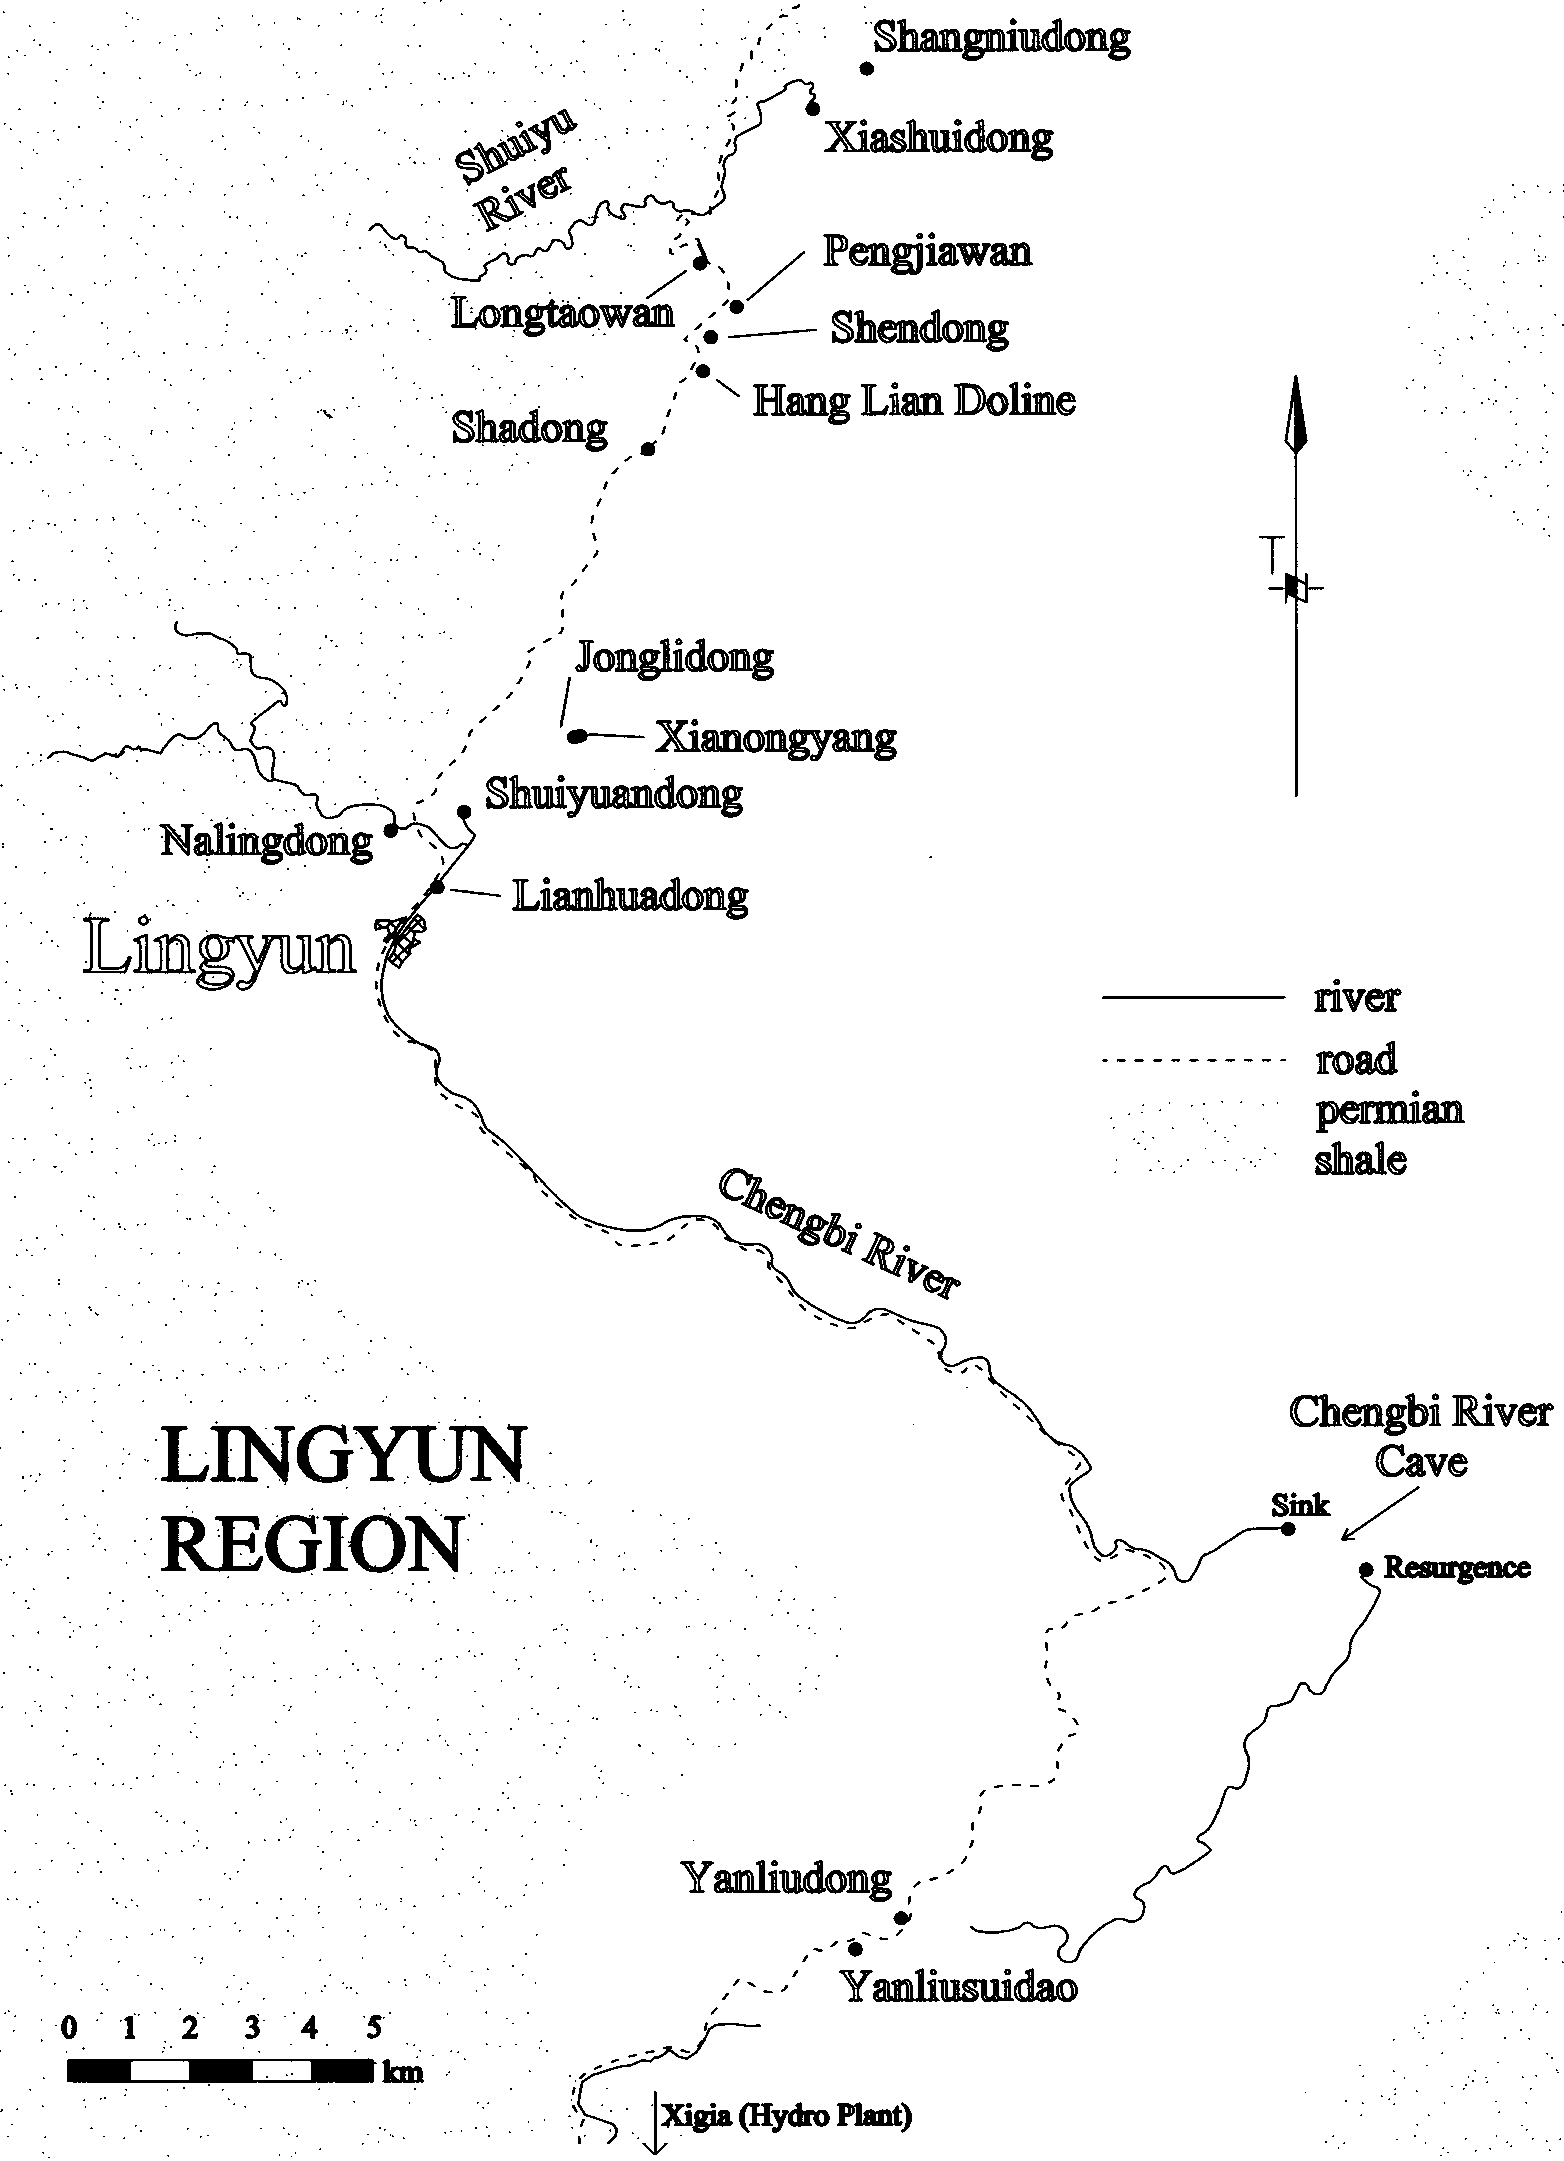 Shangniudong
Xiashuidong
Shuiyu
River
Pengjiawan
Longtaowan
Shendong
Hang Lian Doline
Shadong
T
N
Jonglidong
Xianongyang
Shuiyuandong
Nalingdong
Lianhuadong
Lingyun
river
road
permian
shale
Chengbi River
LINGYUN
REGION
Chengbi River
Cave
Sink
Resurgence
Yanliudong
Yanliusuidao
0 1 2 3 4 5
km
Xigia (Hydro Plant)